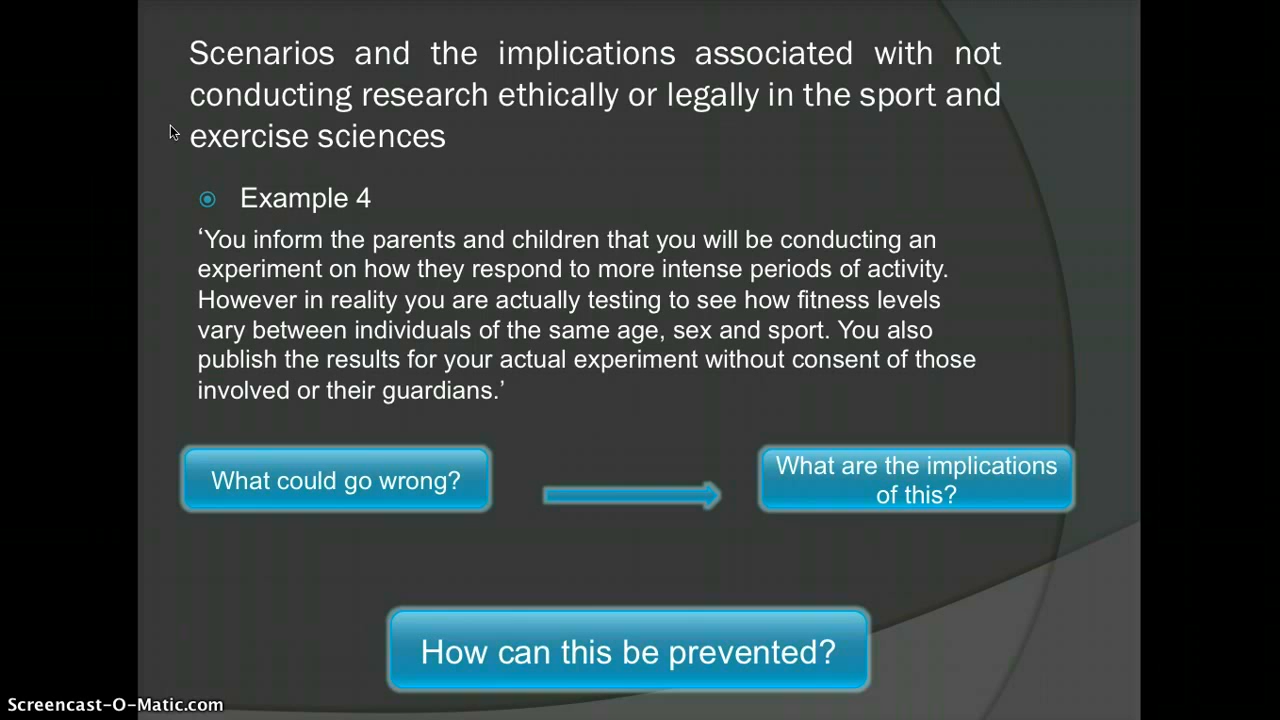 Scenarios and the implications associated with not
conducting research ethically or legally in the sport and
exercise sciences
Example 4
‘You inform the parents and children that you will be conducting an
experiment on how they respond to more intense periods of activity.
However in reality you are actually testing to see how fitness levels
vary between individuals of the same age, sex and sport. You also
publish the results for your actual experiment without consent of those
involved or their guardians.’
What could go wrong?
What are the implications
of this?
How can this be prevented?
Screencast-O-Matic.com